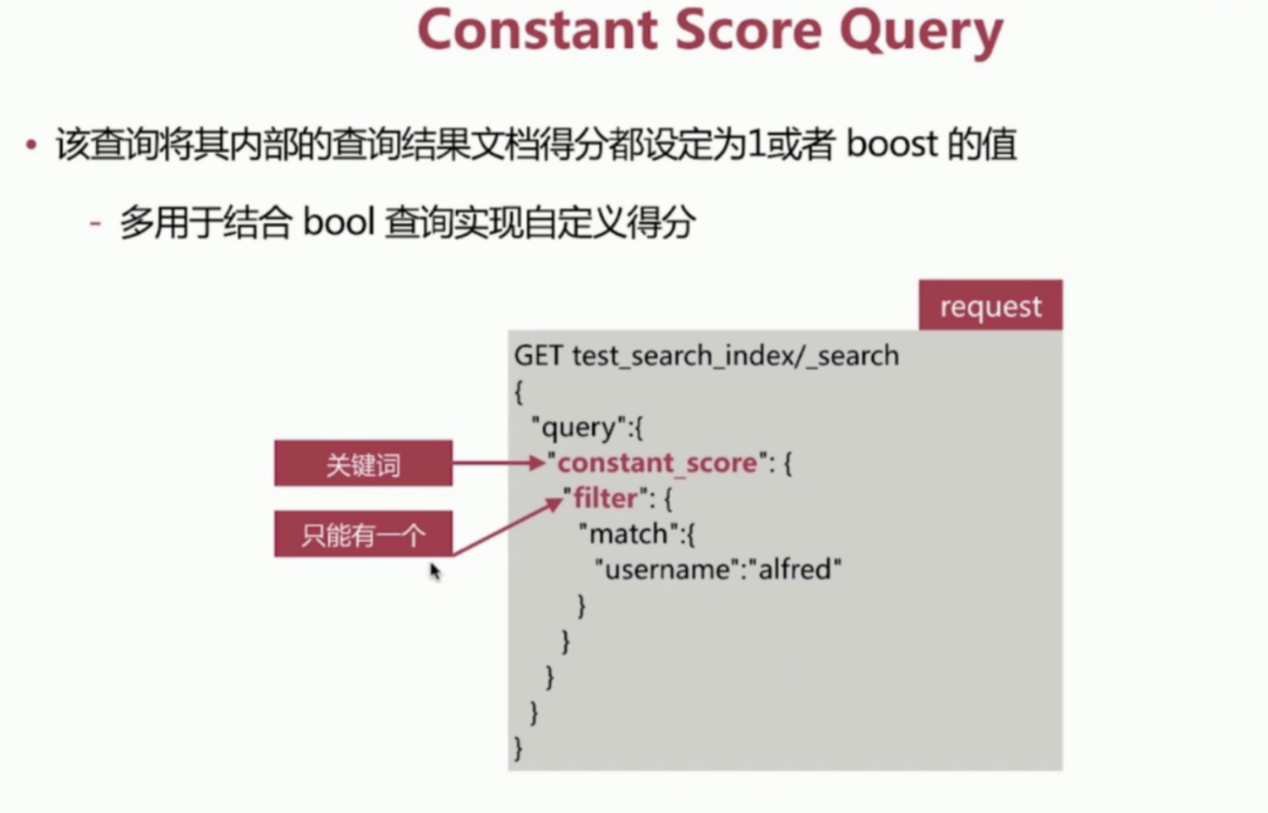 Constant Score Query
• 该查询将其内部的查询结果文档得分都设定为1或者 boost 的值
- 多用于结合 bool 查询实现自定义得分
request
GET test_search_index/_search
{
"query":{
关键词
"constant_score": {
只能有一个
"filter": {
"match":{
"username":"alfred"
}
}
}
}
}